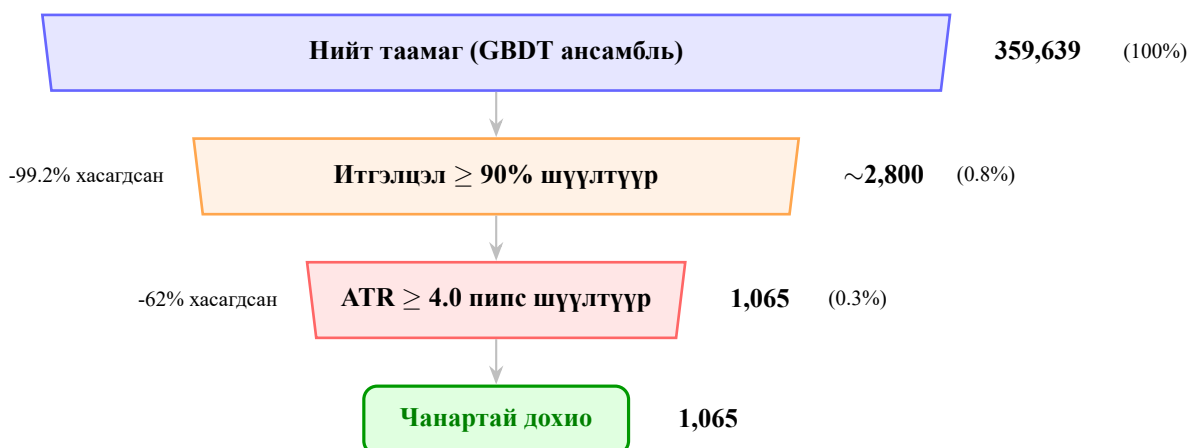 Нийт таамаг (GBDT ансамбль) 359,639 (100%)
-99.2% хасагдсан Итгэлцэл ≥ 90% шүүлтүүр ~2,800 (0.8%)
-62% хасагдсан ATR ≥ 4.0 пипс шүүлтүүр 1,065 (0.3%)
Чанартай дохио 1,065